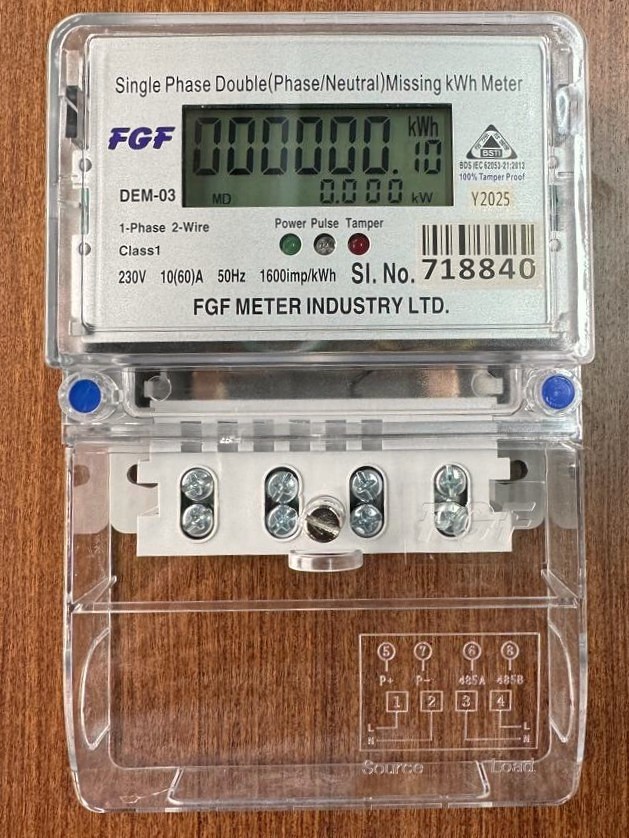 Single Phase Double(Phase/Neutral)Missing kWh Meter
FGF
000000.10 kWh
MD 0.000 kW
BSTI
BDS IEC 62053-21:2012
100% Tamper Proof
DEM-03
Y2025
1-Phase 2-Wire
Power Pulse Tamper
Class1
230V 10(60)A 50Hz 1600imp/kWh SI. No. 718840
FGF METER INDUSTRY LTD.
FGF
5 7 6 8
P+ P- 485A 485B
1 2 3 4
L L
N N
Source Load